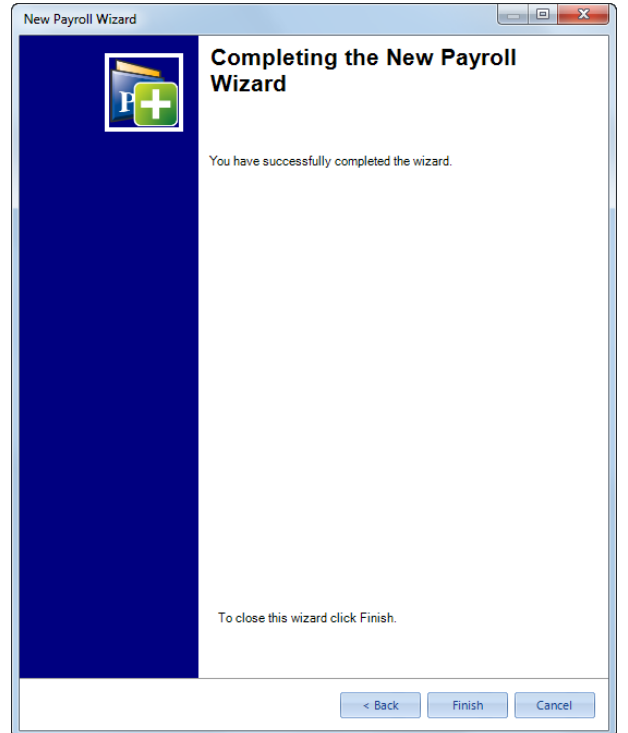 New Payroll Wizard
P
Completing the New Payroll
Wizard
You have successfully completed the wizard.
To close this wizard click Finish.
< Back
Finish
Cancel